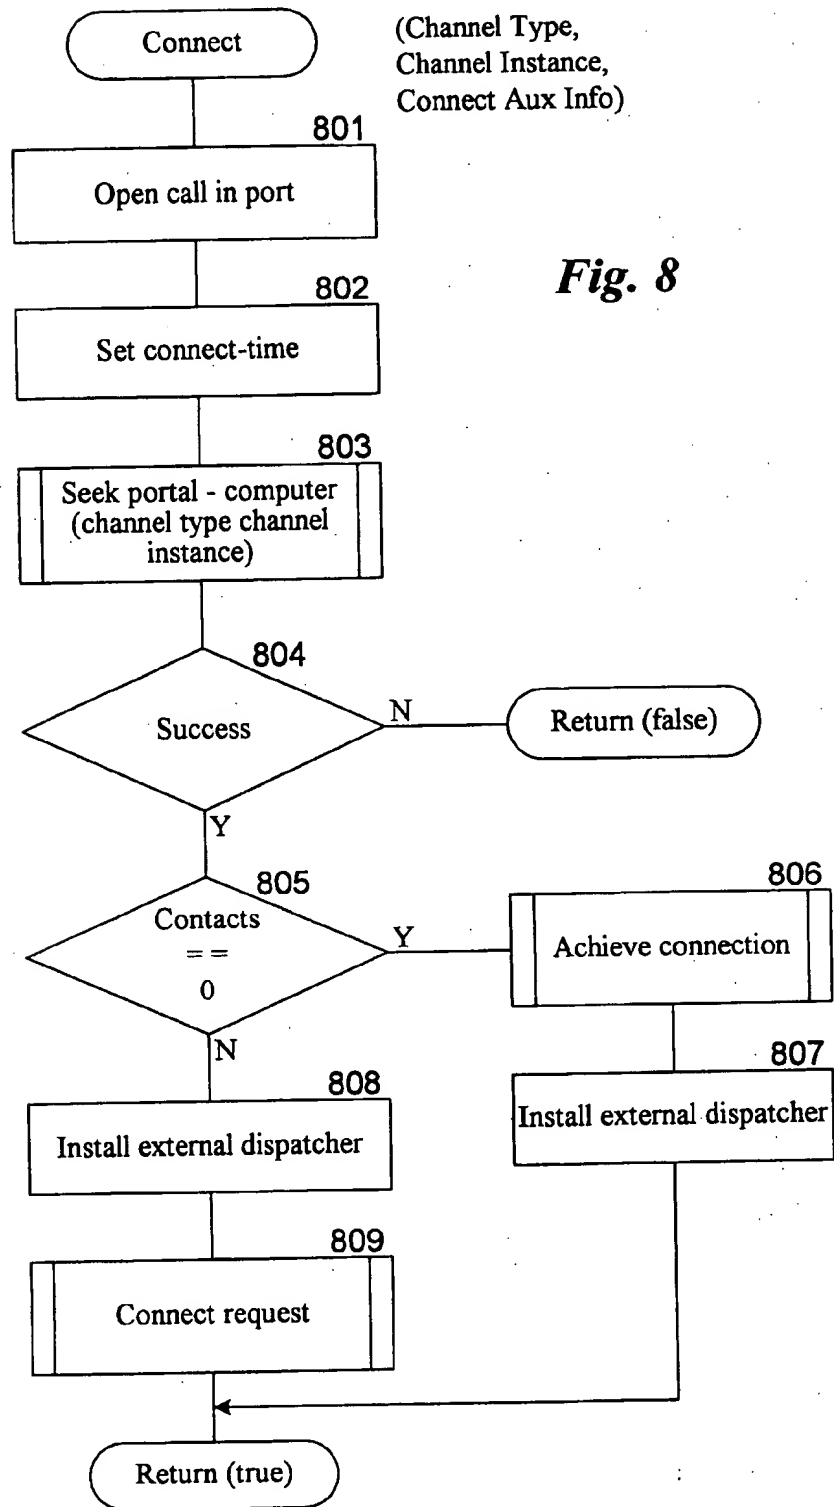 Connect
(Channel Type,
Channel Instance,
Connect Aux Info)
801
Open call in port
Fig. 8
802
Set connect-time
803
Seek portal - computer
(channel type channel
instance)
804
Success
N
Return (false)
Y
805
Contacts
= =
0
Y
806
Achieve connection
N
807
Install external dispatcher
808
Install external dispatcher
809
Connect request
Return (true)